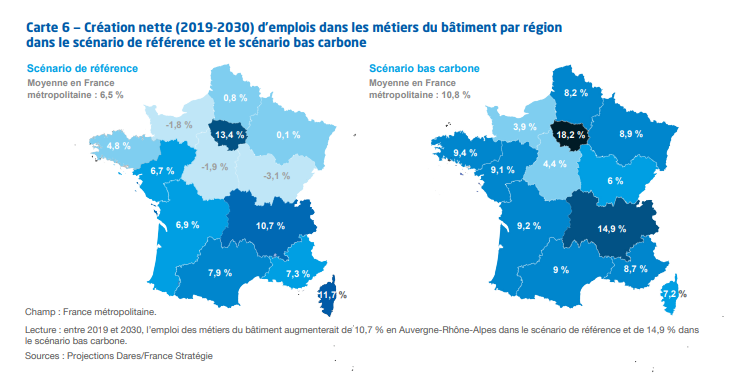 Carte 6 – Création nette (2019-2030) d'emplois dans les métiers du bâtiment par région
dans le scénario de référence et le scénario bas carbone
Scénario de référence
Moyenne en France
métropolitaine : 6,5 %
0,8 %
-1,8 %
13,4 %
0,1 %
4,8 %
6,7 %
-1,9 %
-3,1 %
6,9 %
10,7 %
7,9 %
7,3 %
11,7 %
Scénario bas carbone
Moyenne en France
métropolitaine : 10,8 %
8,2 %
3,9 %
18,2 %
8,9 %
9,4 %
9,1 %
4,4 %
6 %
9,2 %
14,9 %
9 %
8,7 %
7,2 %
Champ : France métropolitaine.
Lecture : entre 2019 et 2030, l'emploi des métiers du bâtiment augmenterait de 10,7 % en Auvergne-Rhône-Alpes dans le scénario de référence et de 14,9 % dans
le scénario bas carbone.
Sources : Projections Dares/France Stratégie